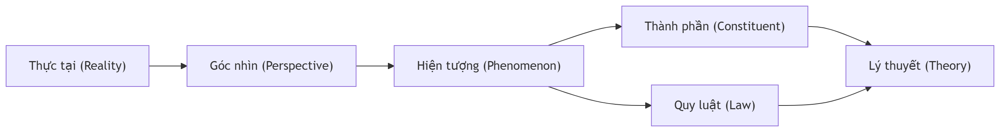 Thực tại (Reality)
Góc nhìn (Perspective)
Hiện tượng (Phenomenon)
Thành phần (Constituent)
Quy luật (Law)
Lý thuyết (Theory)